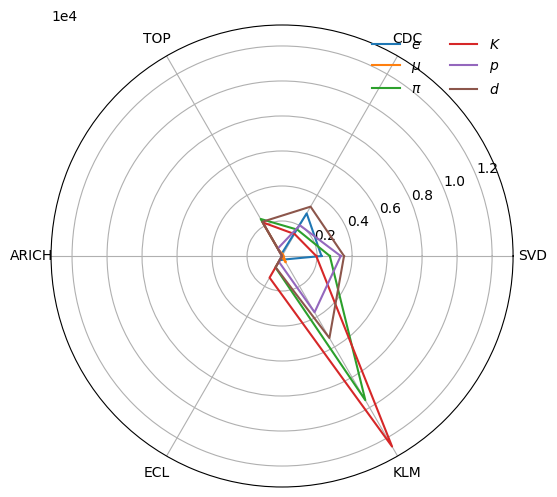 1e4
TOP
CDC
e K
μ p
π d
1.2
1.0
0.8
0.6
0.4
0.2
ARICH
SVD
ECL
KLM